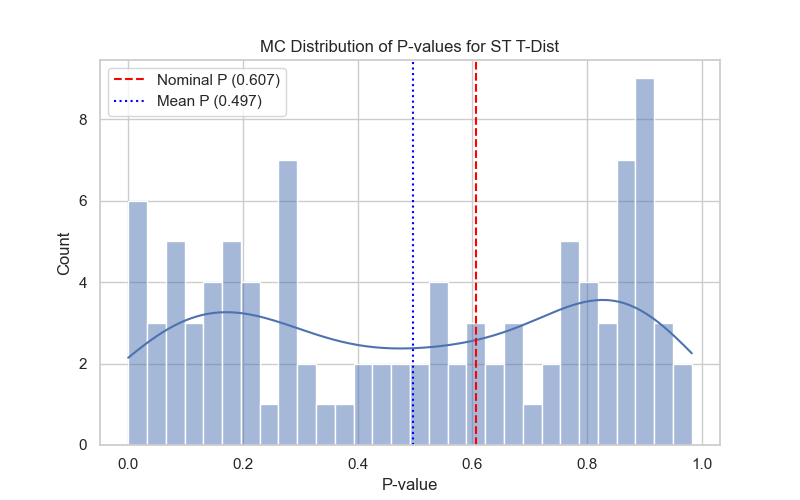 MC Distribution of P-values for ST T-Dist
Nominal P (0.607)
Mean P (0.497)
Count
8
6
4
2
0
0.0 0.2 0.4 0.6 0.8 1.0
P-value